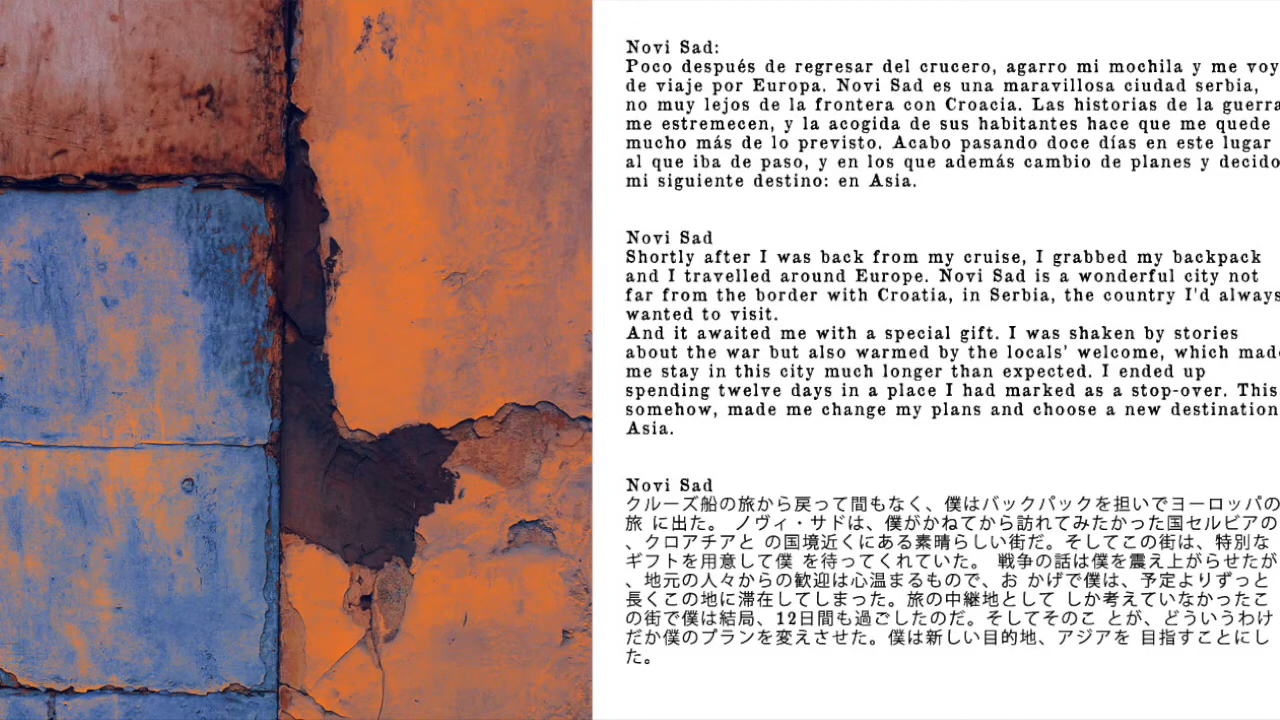 Novi Sad:
Poco después de regresar del crucero, agarro mi mochila y me voy
de viaje por Europa. Novi Sad es una maravillosa ciudad serbia,
no muy lejos de la frontera con Croacia. Las historias de la guerra
me estremecen, y la acogida de sus habitantes hace que me quede
mucho más de lo previsto. Acabo pasando doce días en este lugar
al que iba de paso, y en los que además cambio de planes y decido
mi siguiente destino: en Asia.
Novi Sad
Shortly after I was back from my cruise, I grabbed my backpack
and I travelled around Europe. Novi Sad is a wonderful city not
far from the border with Croatia, in Serbia, the country I'd always
wanted to visit.
And it awaited me with a special gift. I was shaken by stories
about the war but also warmed by the locals' welcome, which made
me stay in this city much longer than expected. I ended up
spending twelve days in a place I had marked as a stop-over. This
somehow, made me change my plans and choose a new destination
Asia.
Novi Sad
クルーズ船の旅から戻って間もなく、僕はバックパックを担いでヨーロッパの
旅 に出た。 ノヴィ・サドは、僕がかねてから訪れてみたかった国セルビアの
、クロアチアと の国境近くにある素晴らしい街だ。そしてこの街は、特別な
ギフトを用意して僕 を待ってくれていた。 戦争の話は僕を震え上がらせたが
、地元の人々からの歓迎は心温まるもので、お かげで僕は、予定よりずっと
長くこの地に滞在してしまった。旅の中継地として しか考えていなかったこ
の街で僕は結局、12日間も過ごしたのだ。そしてそのこ とが、どういうわけ
だか僕のプランを変えさせた。僕は新しい目的地、アジアを 目指すことにし
た。